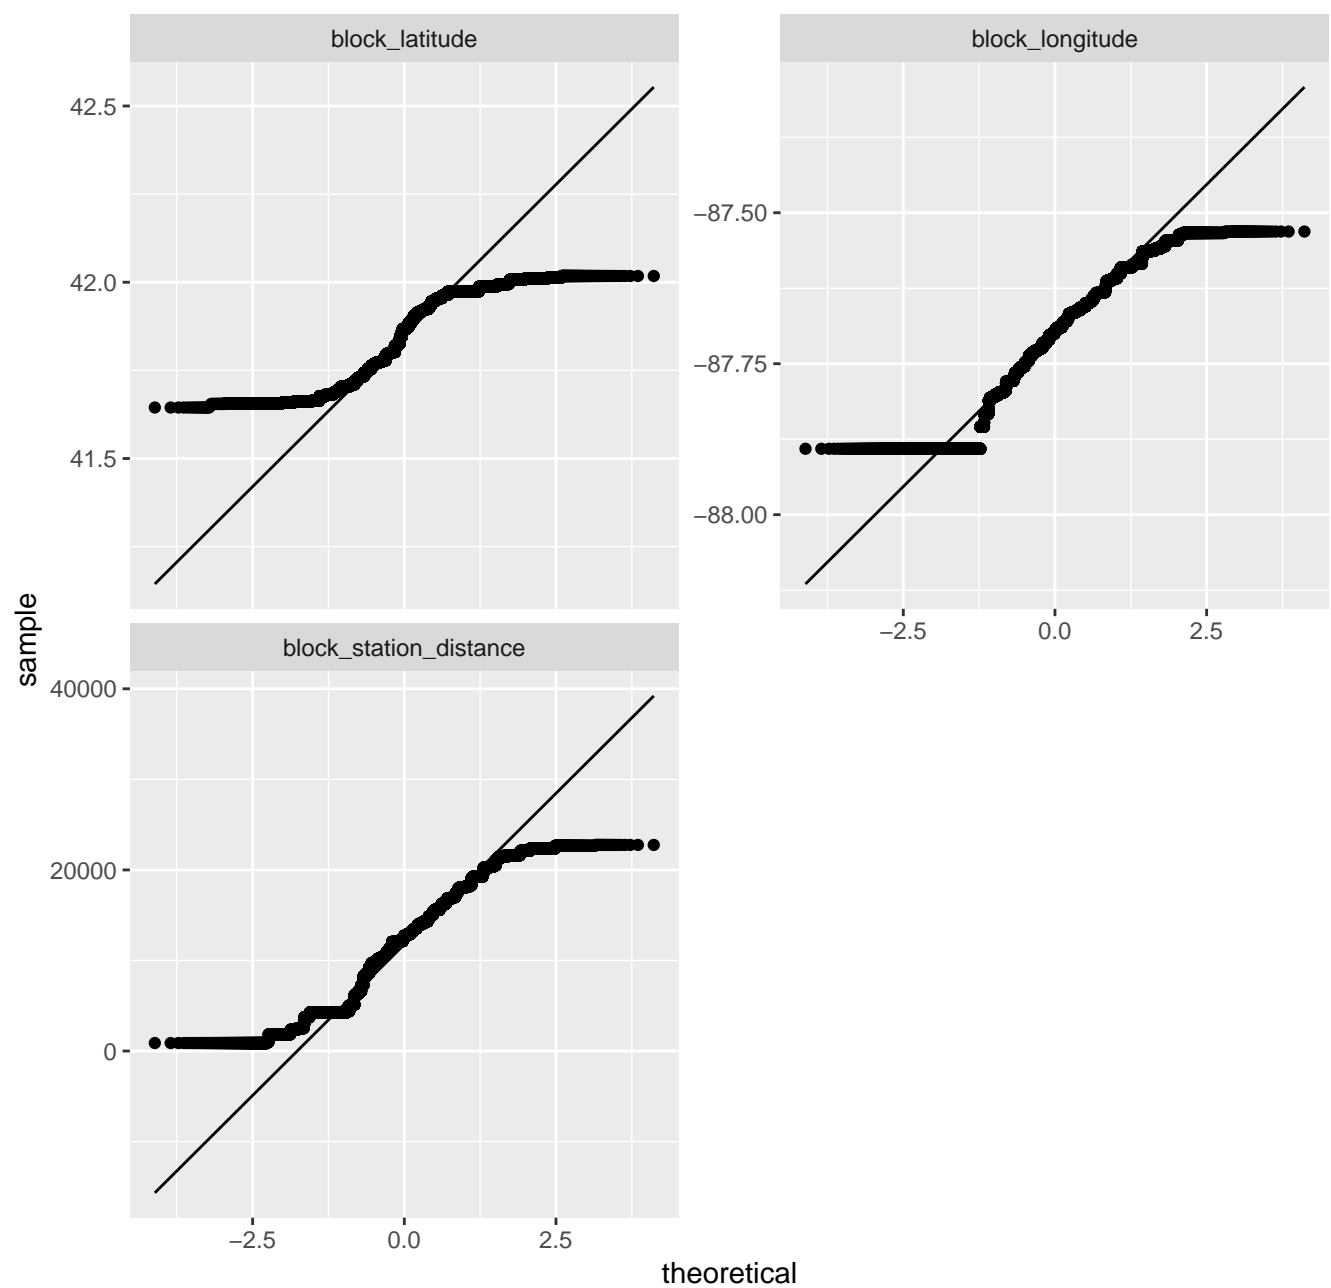 block_latitude
block_longitude
42.5
42.0
41.5
−87.50
−87.75
−88.00
−2.5 0.0 2.5
block_station_distance
40000
20000
0
−2.5 0.0 2.5
sample
theoretical